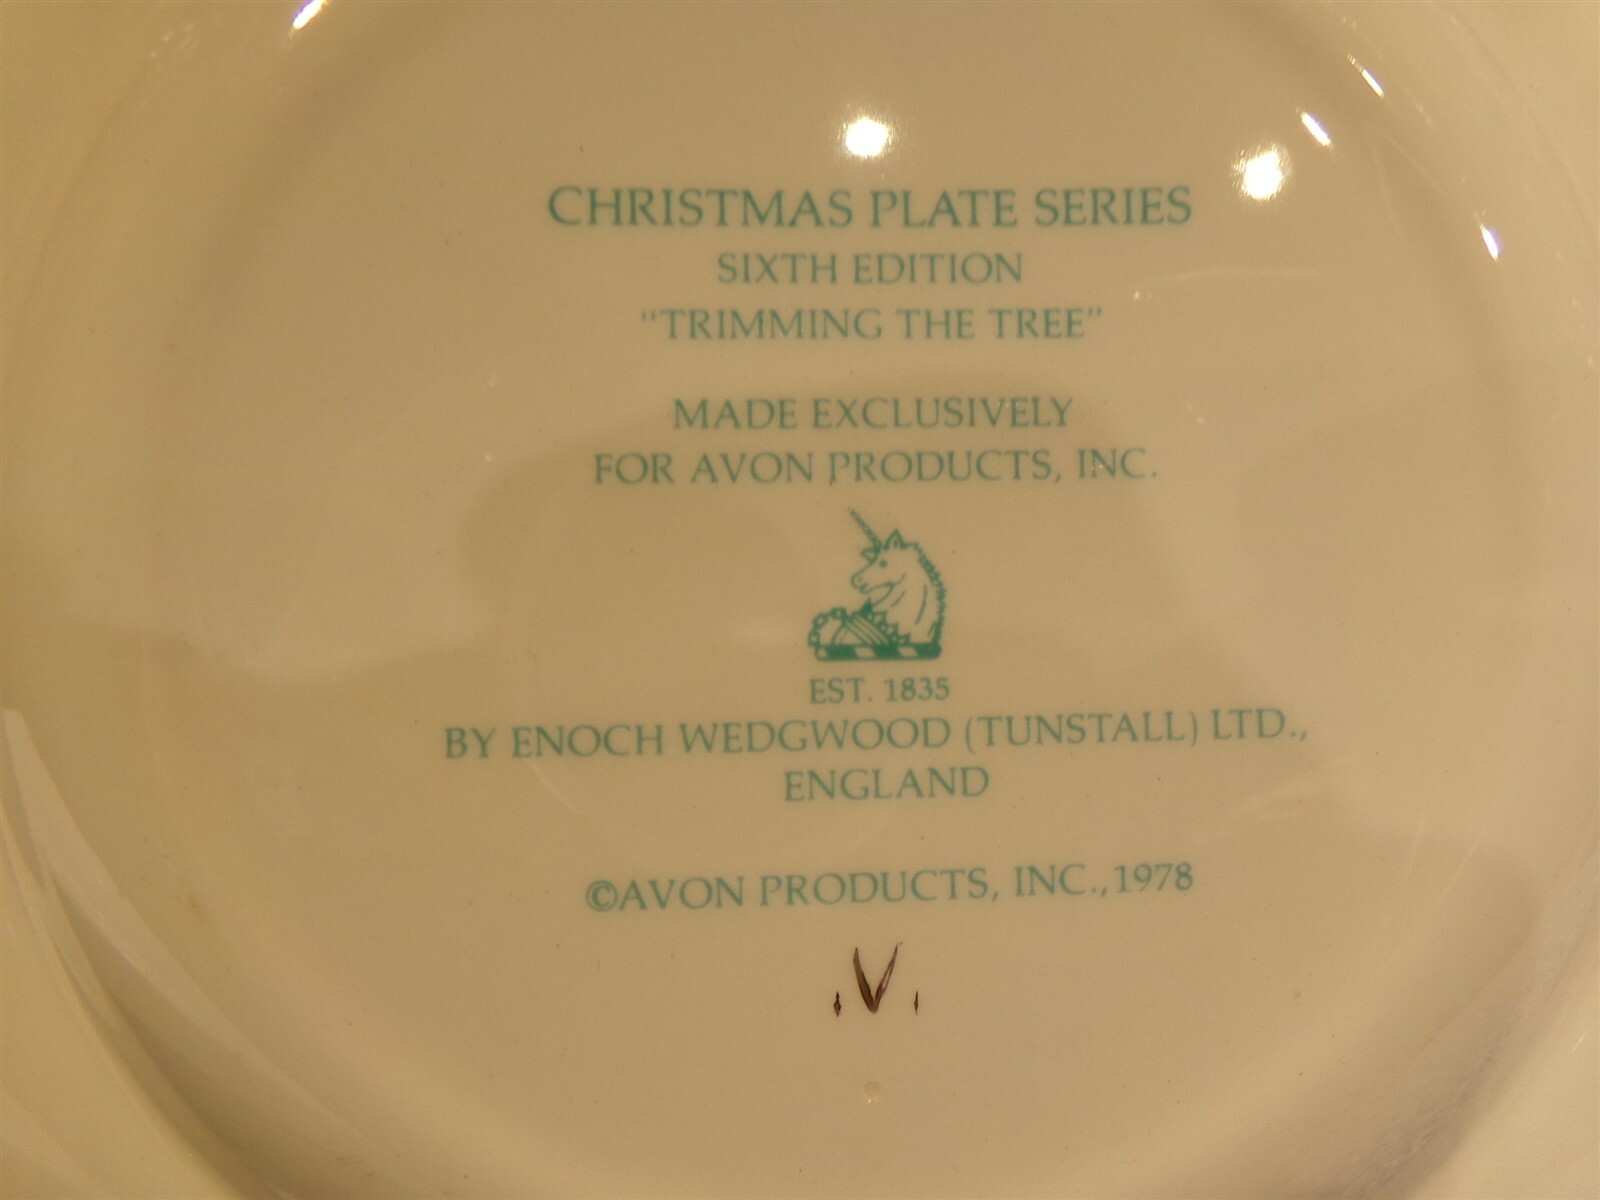 CHRISTMAS PLATE SERIES
SIXTH EDITION
“TRIMMING THE TREE”
MADE EXCLUSIVELY
FOR AVON PRODUCTS, INC.
EST. 1835
BY ENOCH WEDGWOOD (TUNSTALL) LTD.,
ENGLAND
©AVON PRODUCTS, INC., 1978
.V.